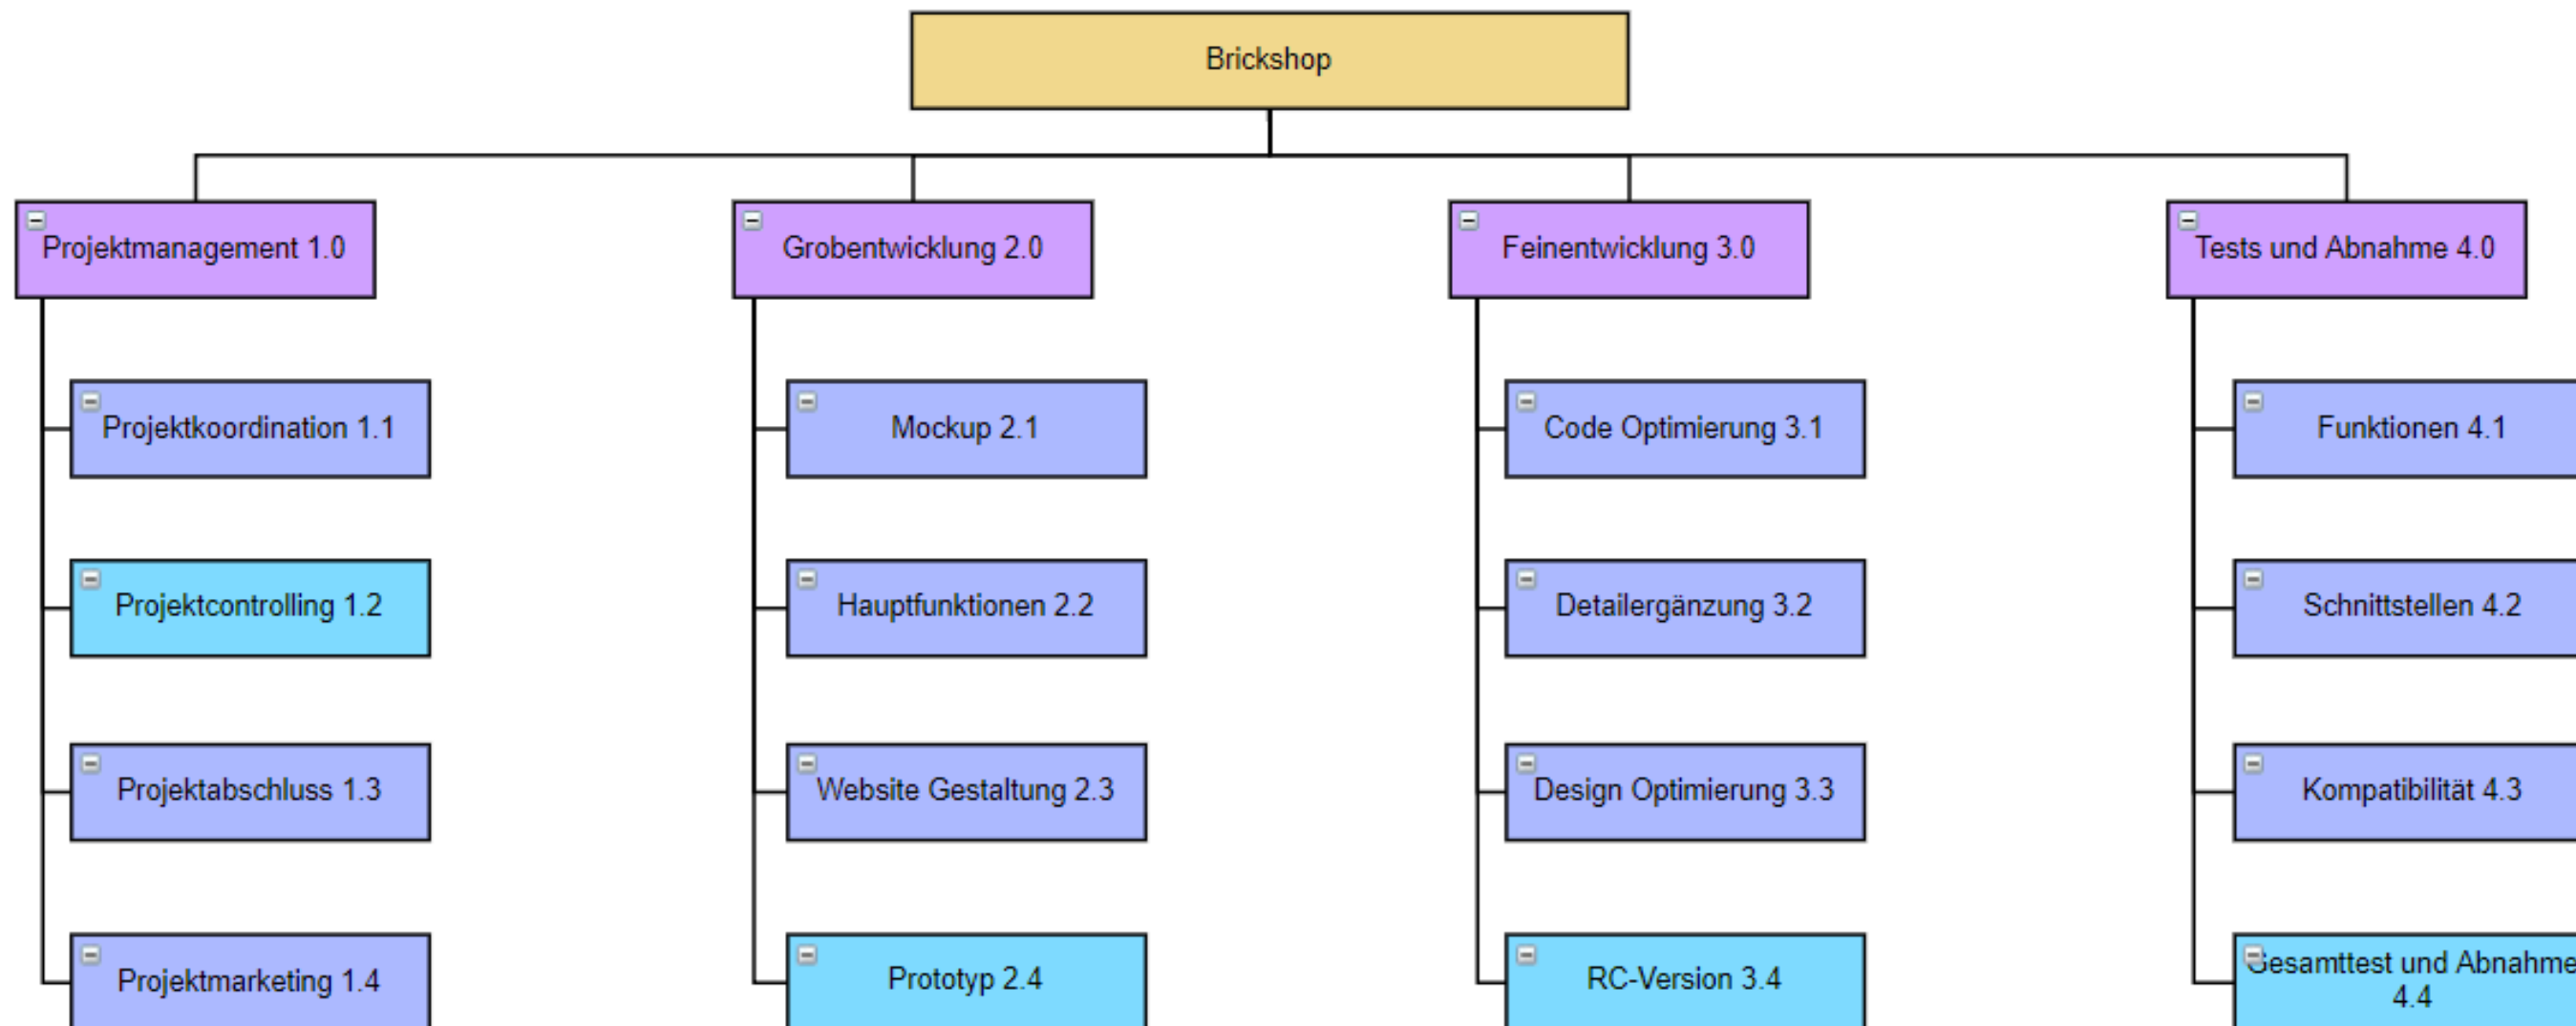 Brickshop
Projektmanagement 1.0
Grobentwicklung 2.0
Feinentwicklung 3.0
Tests und Abnahme 4.0
Projektkoordination 1.1
Mockup 2.1
Code Optimierung 3.1
Funktionen 4.1
Projektcontrolling 1.2
Hauptfunktionen 2.2
Detailergänzung 3.2
Schnittstellen 4.2
Projektabschluss 1.3
Website Gestaltung 2.3
Design Optimierung 3.3
Kompatibilität 4.3
Projektmarketing 1.4
Prototyp 2.4
RC-Version 3.4
Gesamttest und Abnahme
4.4